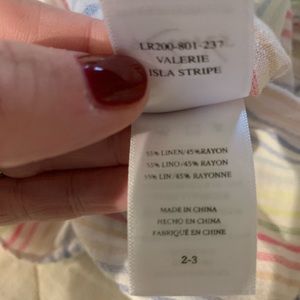 LR200-801-237
VALERIE
ISLA STRIPE
55% LINEN/45%RAYON
55% LINO/45% RAYON
55% LIN/45% RAYONNE
MADE IN CHINA
HECHO EN CHINA
FABRIQUÉ EN CHINE
2-3